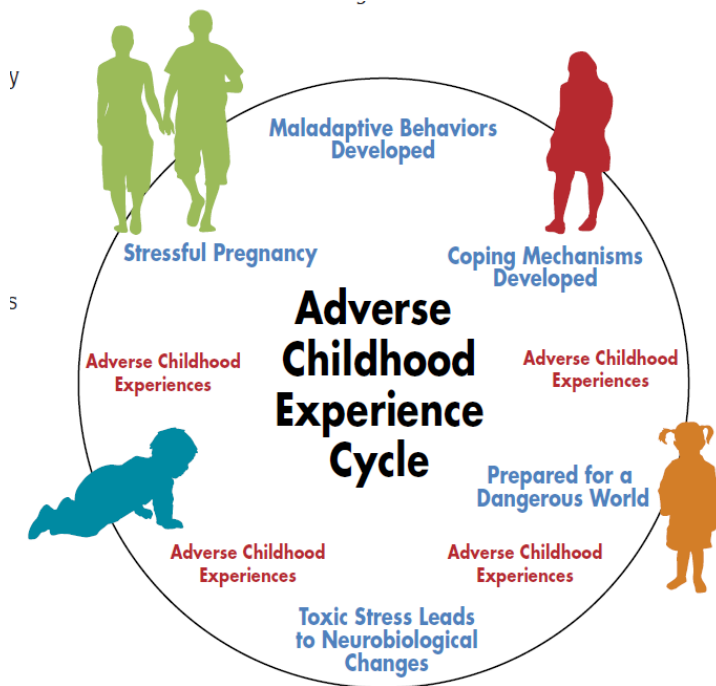 y
s
Maladaptive Behaviors
Developed
Stressful Pregnancy
Coping Mechanisms
Developed
Adverse
Childhood
Experience
Cycle
Adverse Childhood
Experiences
Adverse Childhood
Experiences
Prepared for a
Dangerous World
Adverse Childhood
Experiences
Adverse Childhood
Experiences
Toxic Stress Leads
to Neurobiological
Changes